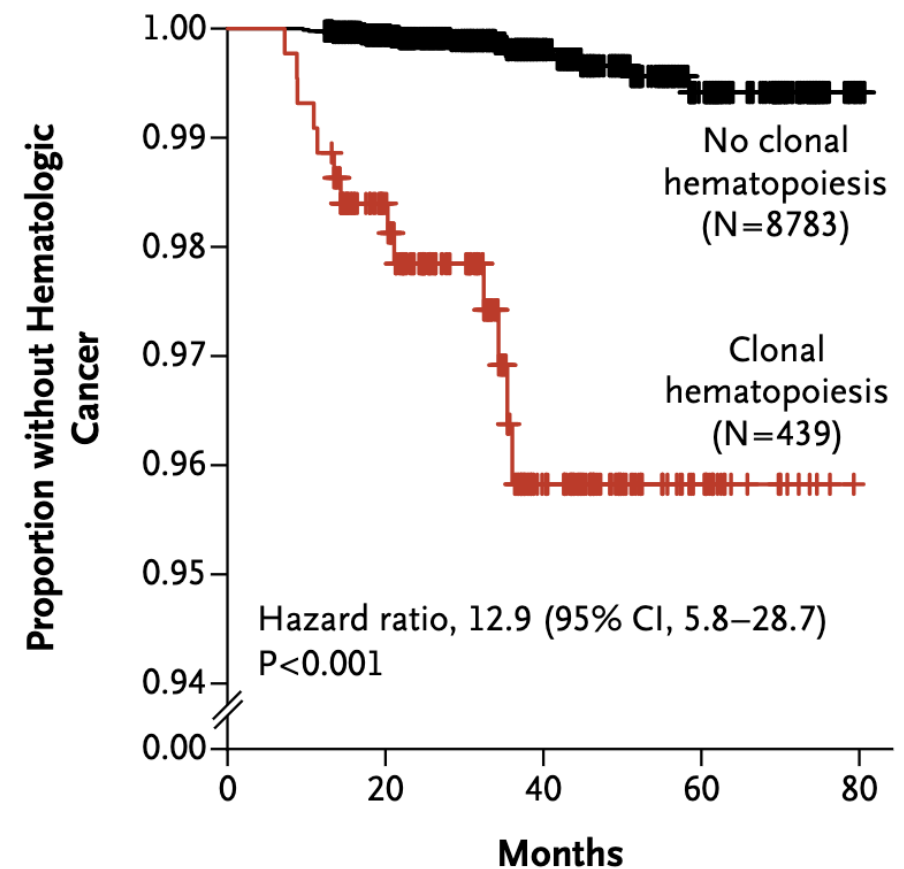 Proportion without Hematologic
Cancer
1.00
0.99
0.98
0.97
0.96
0.95
0.94
0.00
No clonal
hematopoiesis
(N=8783)
Clonal
hematopoiesis
(N=439)
Hazard ratio, 12.9 (95% CI, 5.8–28.7)
P<0.001
0 20 40 60 80
Months